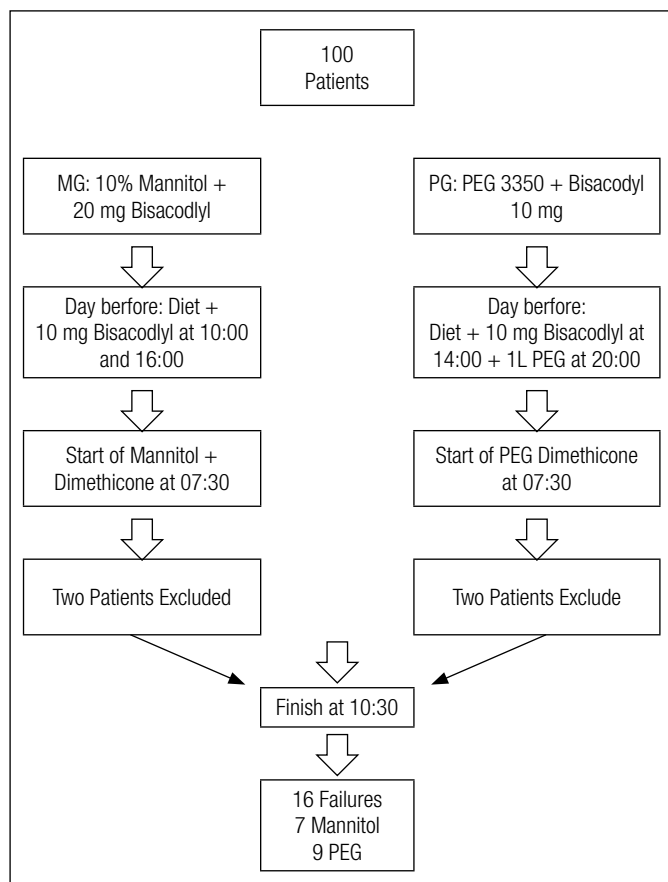 100
Patients
MG: 10% Mannitol +
20 mg Bisacodlyl
PG: PEG 3350 + Bisacodyl
10 mg
Day berfore: Diet +
10 mg Bisacodlyl at 10:00
and 16:00
Day berfore:
Diet + 10 mg Bisacodlyl at
14:00 + 1L PEG at 20:00
Start of Mannitol +
Dimethicone at 07:30
Start of PEG Dimethicone
at 07:30
Two Patients Excluded
Two Patients Exclude
Finish at 10:30
16 Failures
7 Mannitol
9 PEG